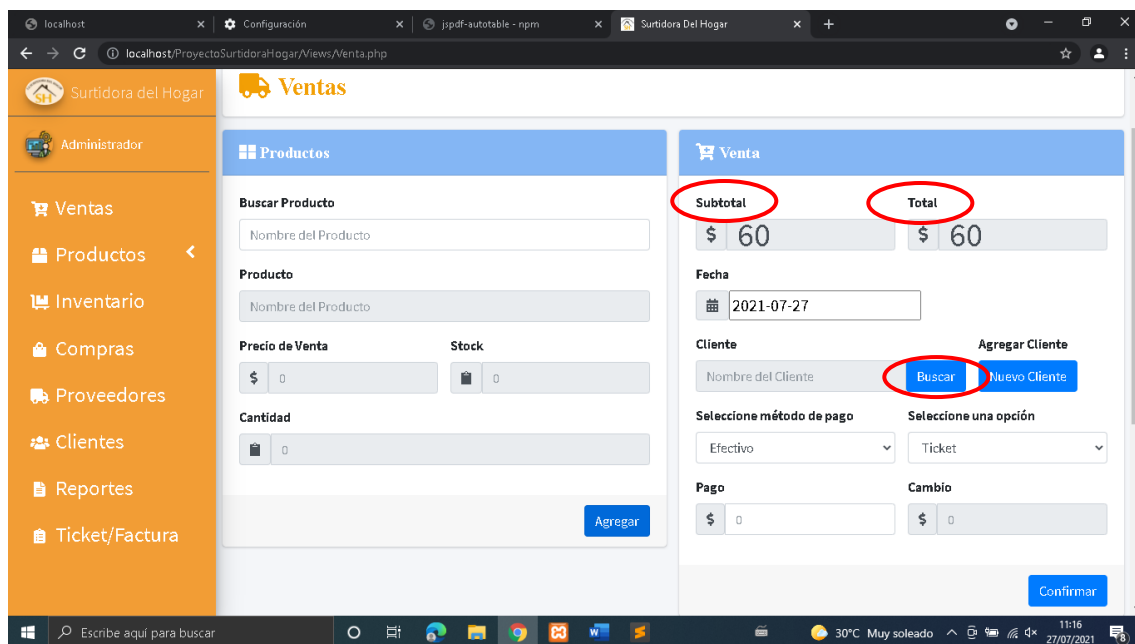 localhost
Configuración
jspdf-autotable - npm
Surtidora Del Hogar
localhost/ProyectoSurtidoraHogar/Views/Venta.php
SH
Surtidora del Hogar
Administrador
Ventas
Productos
Inventario
Compras
Proveedores
Clientes
Reportes
Ticket/Factura
Ventas
Productos
Buscar Producto
Nombre del Producto
Producto
Nombre del Producto
Precio de Venta Stock
$ 0 0
Cantidad
0
Agregar
Venta
Subtotal Total
$ 60 $ 60
Fecha
2021-07-27
Cliente Agregar Cliente
Nombre del Cliente Buscar Nuevo Cliente
Seleccione método de pago Seleccione una opción
Efectivo Ticket
Pago Cambio
$ 0 $ 0
Confirmar
Escribe aquí para buscar
30°C Muy soleado
11:16
27/07/2021
8